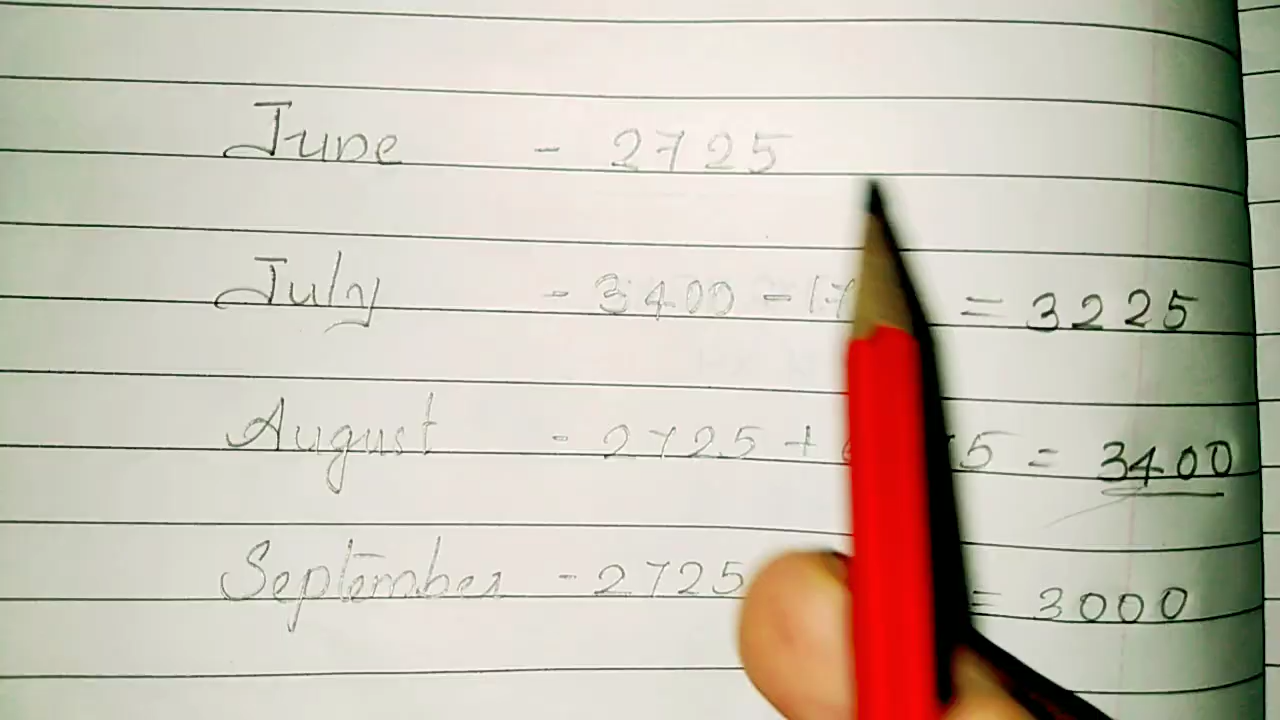 June - 2725
July - 3400 - 17 = 3225
August - 2725 + 5 = 3400
September - 2725 = 3000